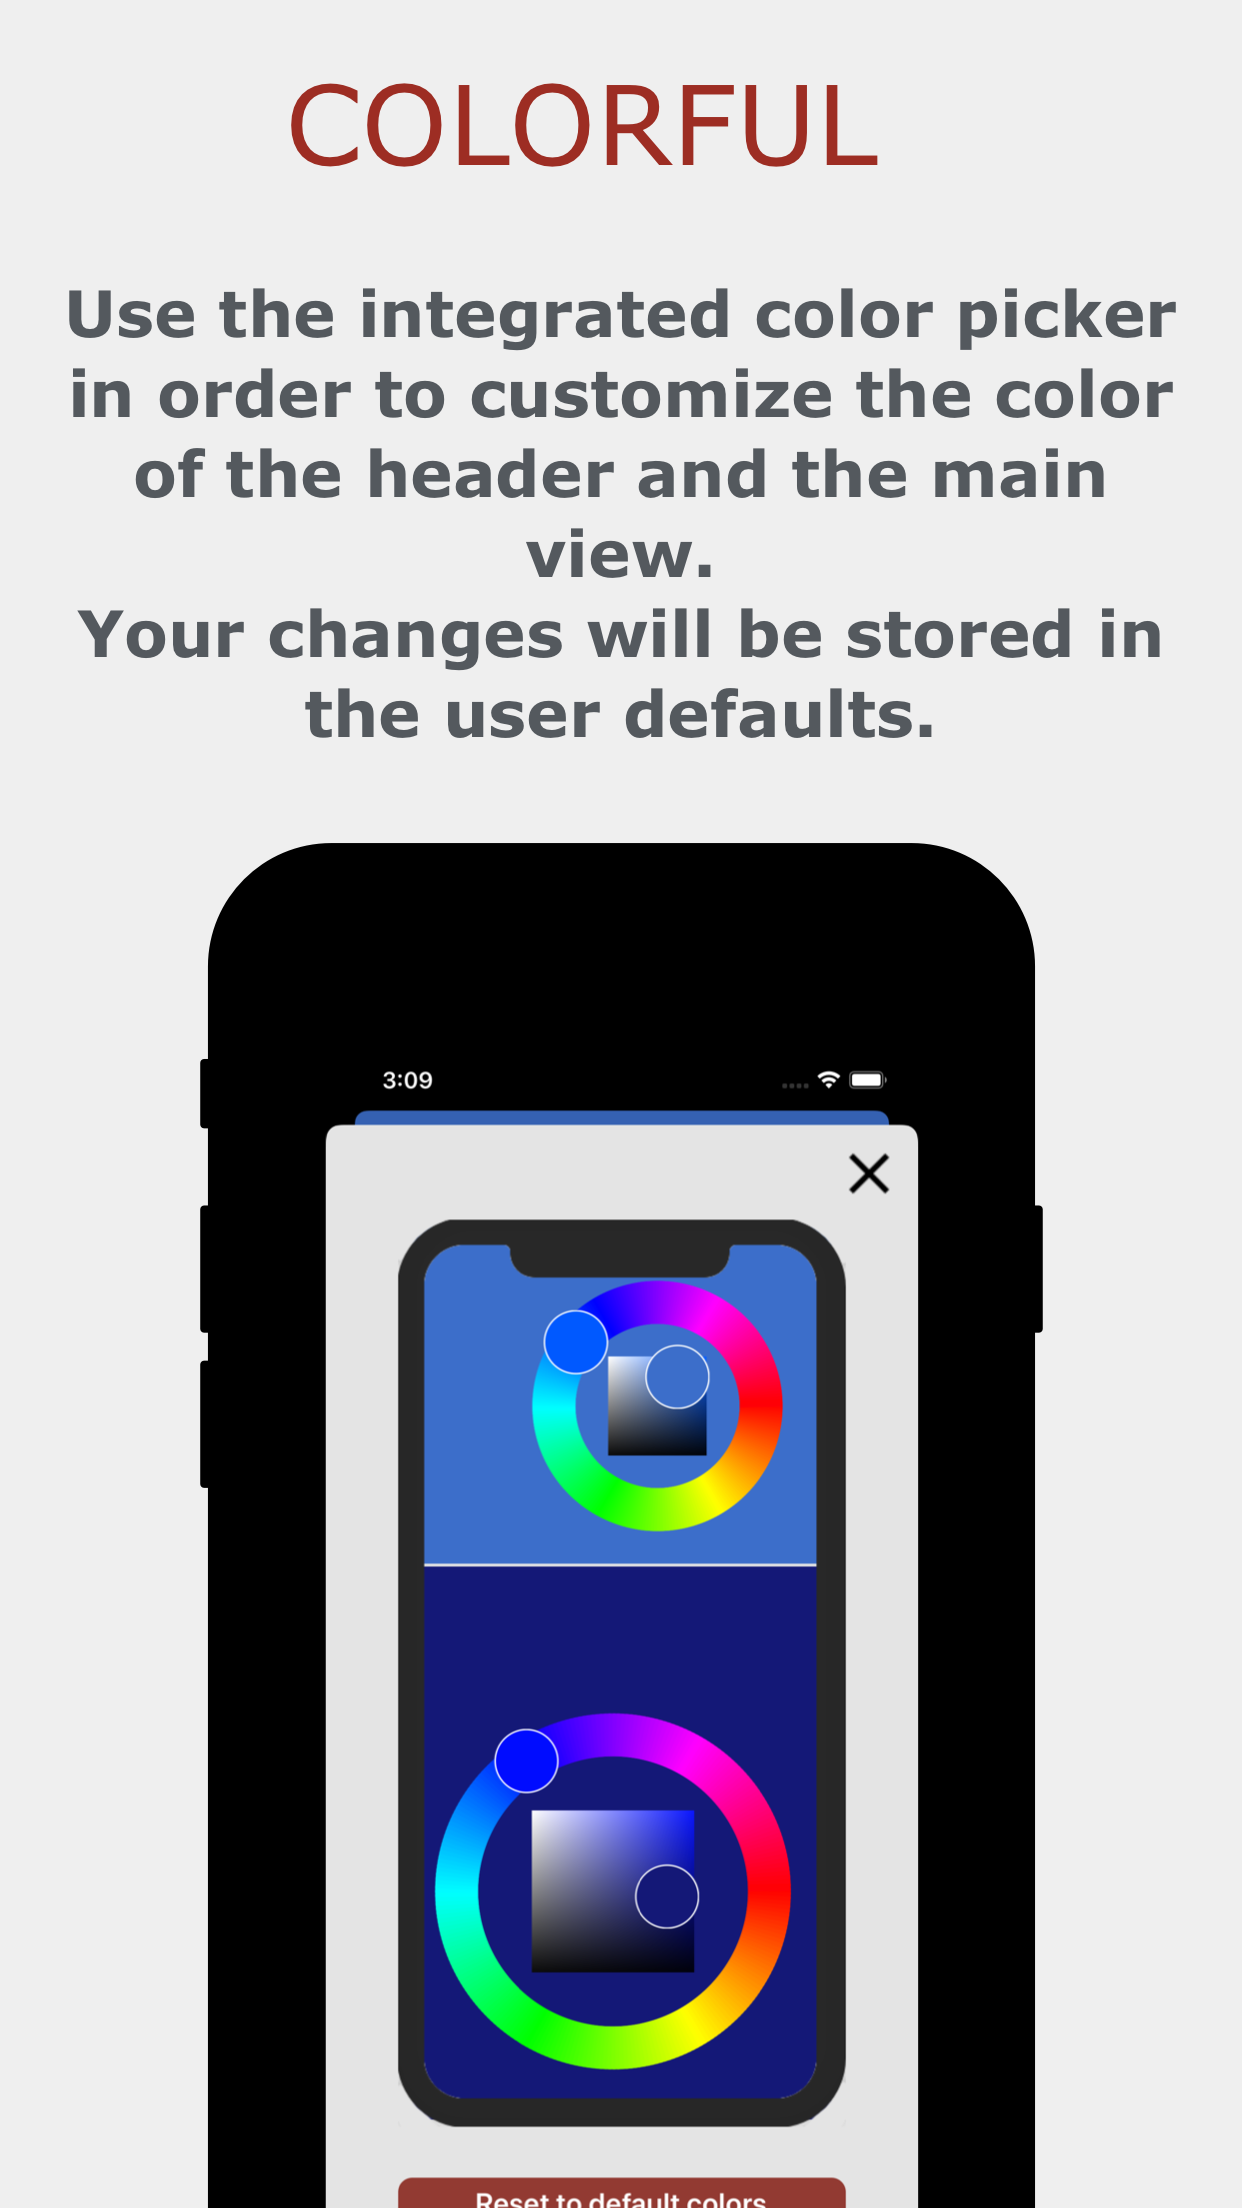 COLORFUL
Use the integrated color picker
in order to customize the color
of the header and the main
view.
Your changes will be stored in
the user defaults.
3:09
Reset to default colors